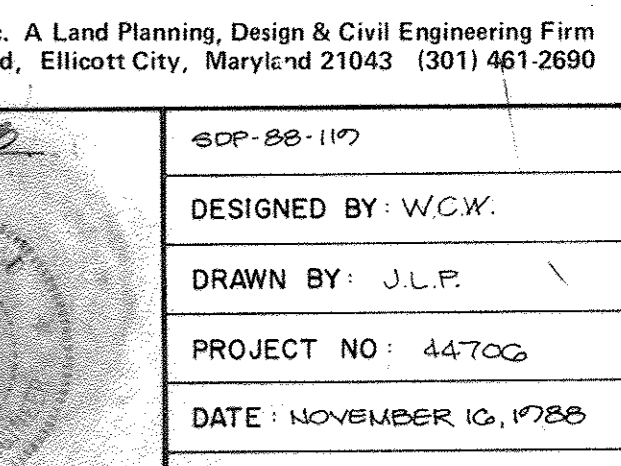 c. A Land Planning, Design & Civil Engineering Firm
d, Ellicott City, Maryland 21043 (301) 461-2690
SDP-88-119
DESIGNED BY: W.C.W.
DRAWN BY: J.L.P.
PROJECT NO: 44706
DATE: NOVEMBER 16, 1988